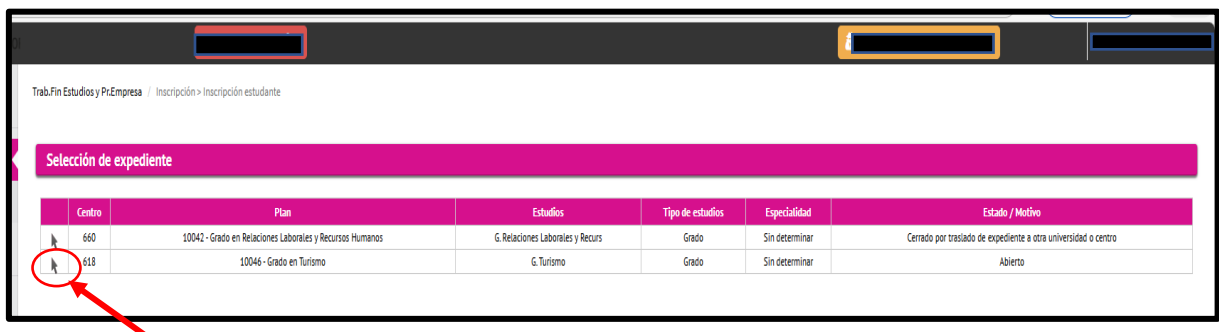 Trab.Fin Estudios y Pr.Empresa / Inscripción > Inscripción estudante
Selección de expediente
Centro Plan Estudios Tipo de estudios Especialidad Estado / Motivo
660 10042 - Grado en Relaciones Laborales y Recursos Humanos G. Relaciones Laborales y Recurs Grado Sin determinar Cerrado por traslado de expediente a otra universidad o centro
618 10046 - Grado en Turismo G. Turismo Grado Sin determinar Abierto